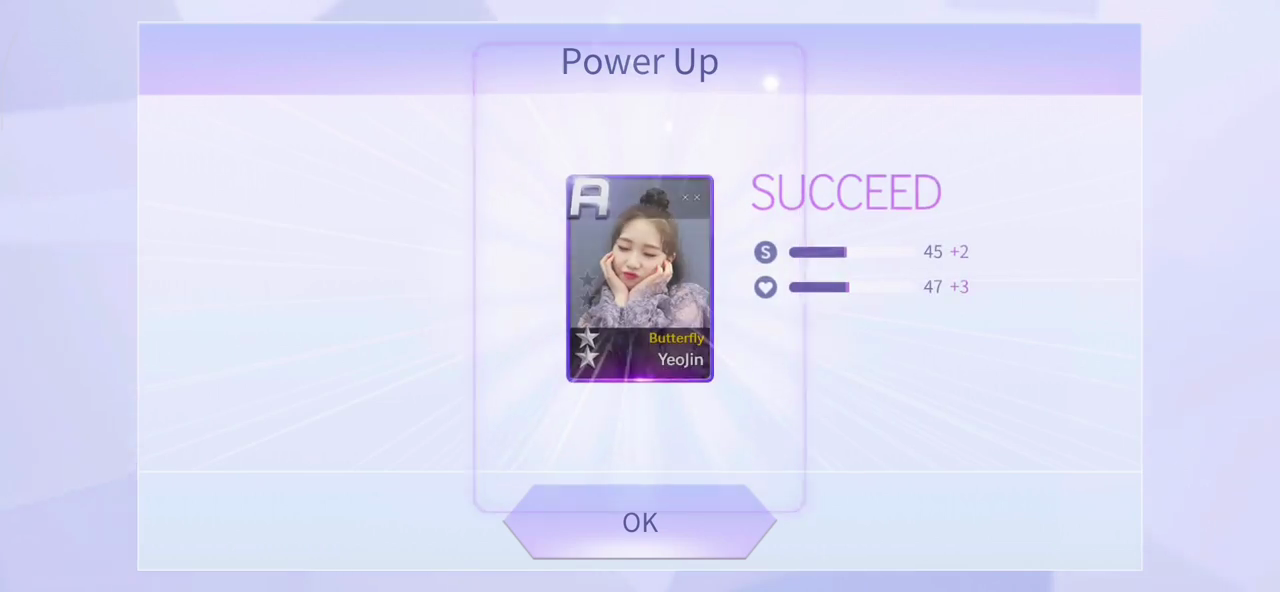 Power Up
A
× ×
Butterfly
YeoJin
SUCCEED
S 45 +2
47 +3
OK